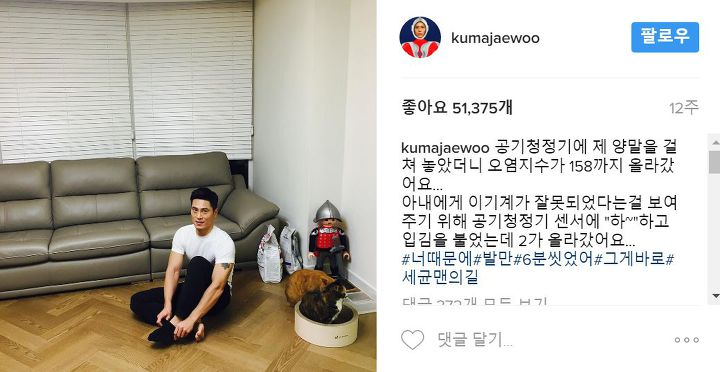 kumajaewoo
팔로우
좋아요 51,375개
12주
kumajaewoo 공기청정기에 제 양말을 걸
쳐 놓았더니 오염지수가 158까지 올라갔
어요...
아내에게 이기계가 잘못되었다는걸 보여
주기 위해 공기청정기 센서에 "하~"하고
입김을 불었는데 2가 올라갔어요...
#너때문에#발만#6분씻었어#그게바로#
세균맨의길
댓글 달기...